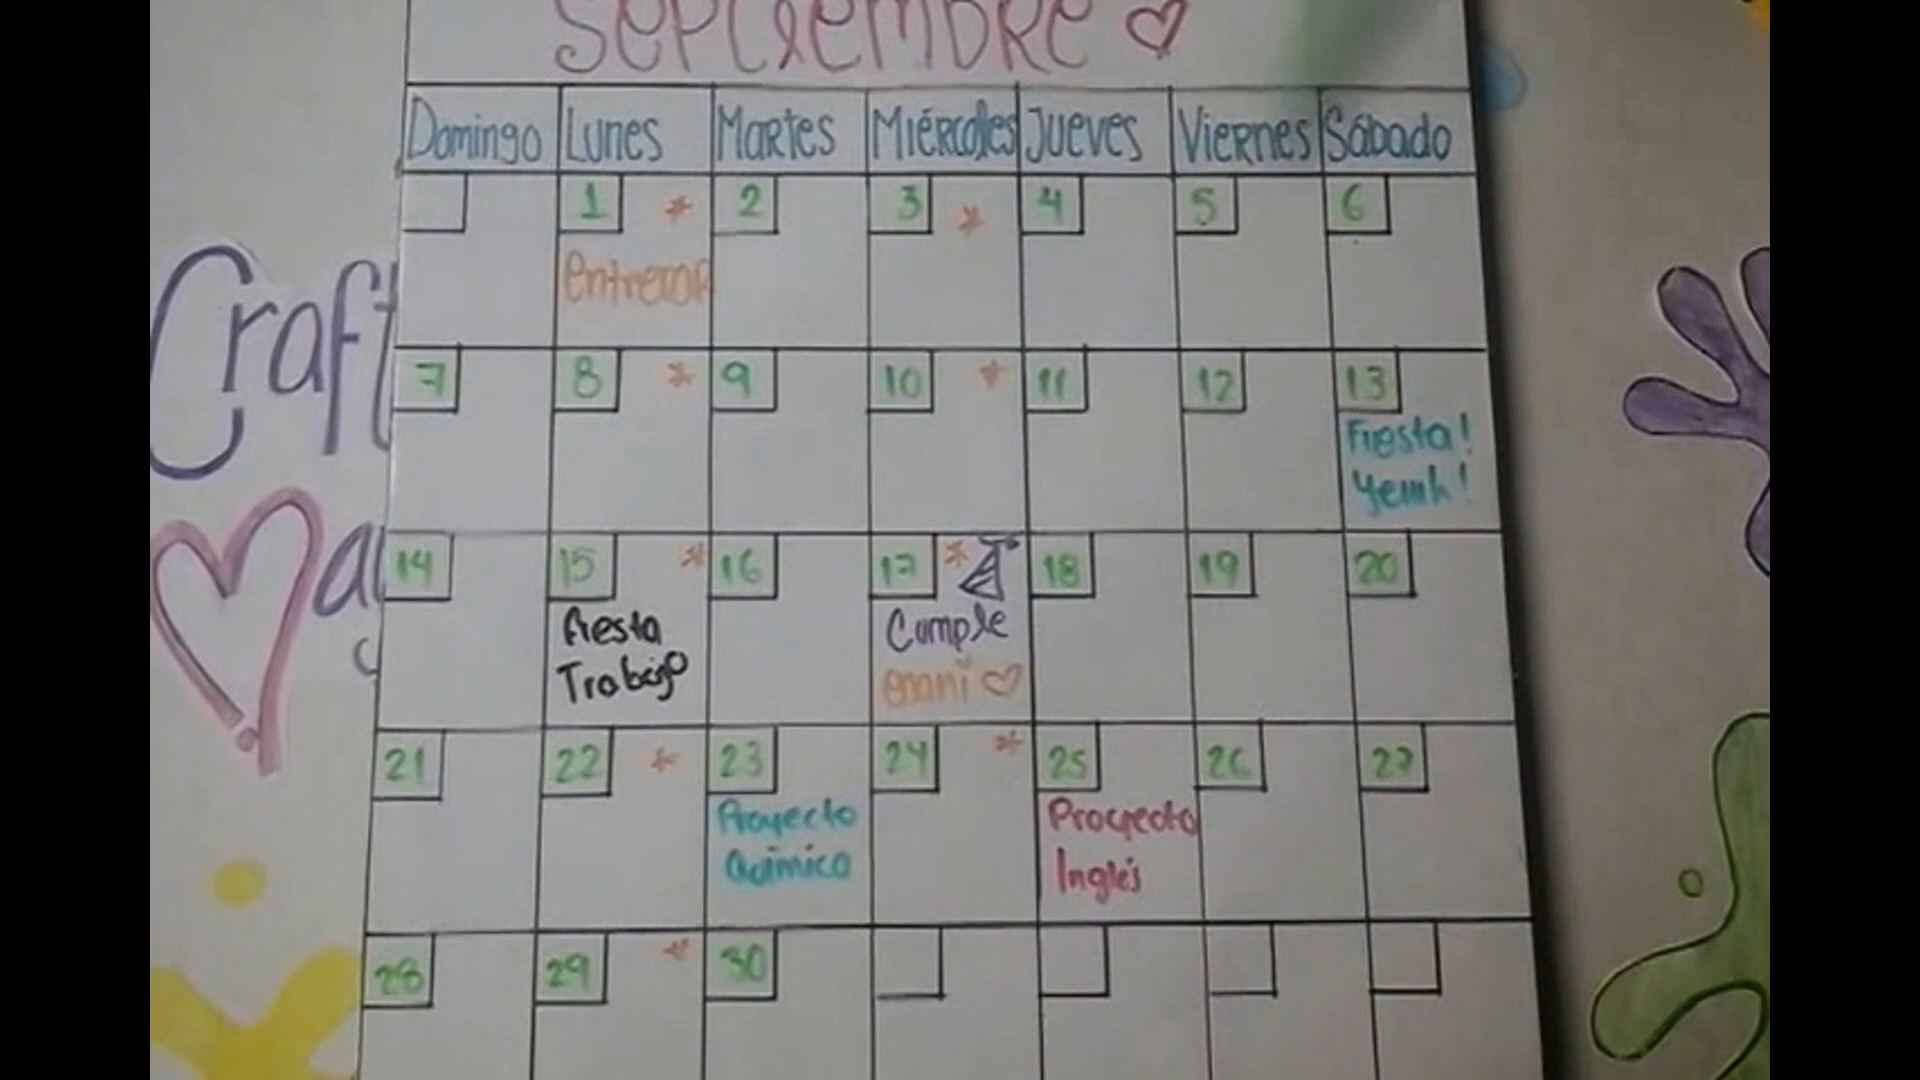 Septiembre
Domingo Lunes Martes Miércoles Jueves Viernes Sábado
1 * 2 3 * 4 5 6
7 8 * 9 10 * 11 12 13
Fiesta!
Yeuh!
14 15 * 16 17 * 18 19 20
Fiesta
Trabajo
Cumple
enani
21 22 * 23 24 * 25 26 27
Proyecto
Química
Proyecto
Inglés
28 29 * 30
Craft